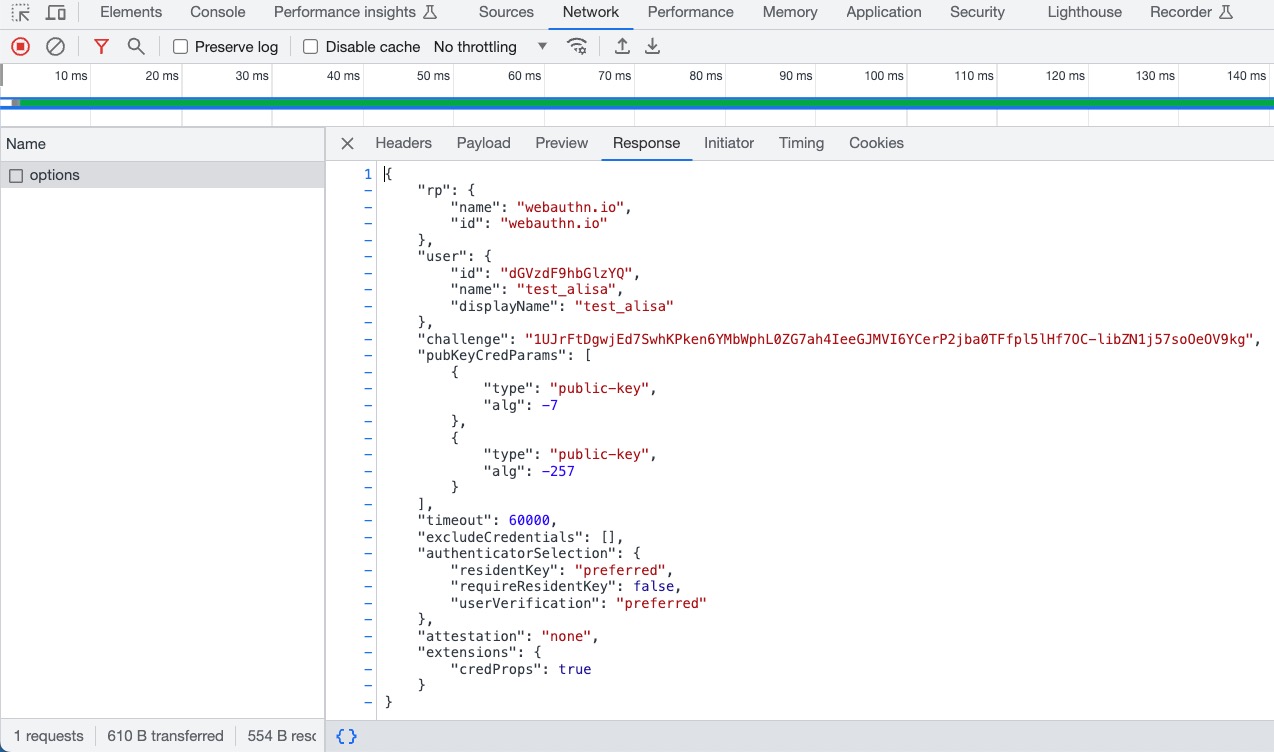 Elements Console Performance insights Sources Network Performance Memory Application Security Lighthouse Recorder
Preserve log Disable cache No throttling
10 ms 20 ms 30 ms 40 ms 50 ms 60 ms 70 ms 80 ms 90 ms 100 ms 110 ms 120 ms 130 ms 140 ms
Name
Headers Payload Preview Response Initiator Timing Cookies
options
1 {
- "rp": {
- "name": "webauthn.io",
- "id": "webauthn.io"
- },
- "user": {
- "id": "dGVzdF9hbGlzYQ",
- "name": "test_alisa",
- "displayName": "test_alisa"
- },
- "challenge": "1UJrFtDgwjEd7SwhKPken6YMbWphL0ZG7ah4IeeGJMVI6YCerP2jba0TFfpl5lHf7OC-libZN1j57soOeOV9kg",
- "pubKeyCredParams": [
- {
- "type": "public-key",
- "alg": -7
- },
- {
- "type": "public-key",
- "alg": -257
- }
- ],
- "timeout": 60000,
- "excludeCredentials": [],
- "authenticatorSelection": {
- "residentKey": "preferred",
- "requireResidentKey": false,
- "userVerification": "preferred"
- },
- "attestation": "none",
- "extensions": {
- "credProps": true
- }
- }
1 requests 610 B transferred 554 B resc {}